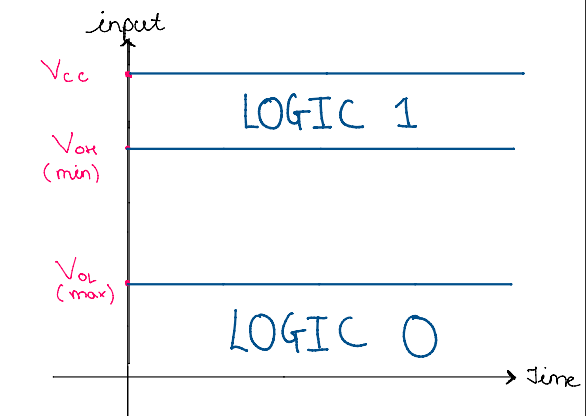 input
Vcc
LOGIC 1
VOH
(min)
VOL
(max)
LOGIC 0
Time